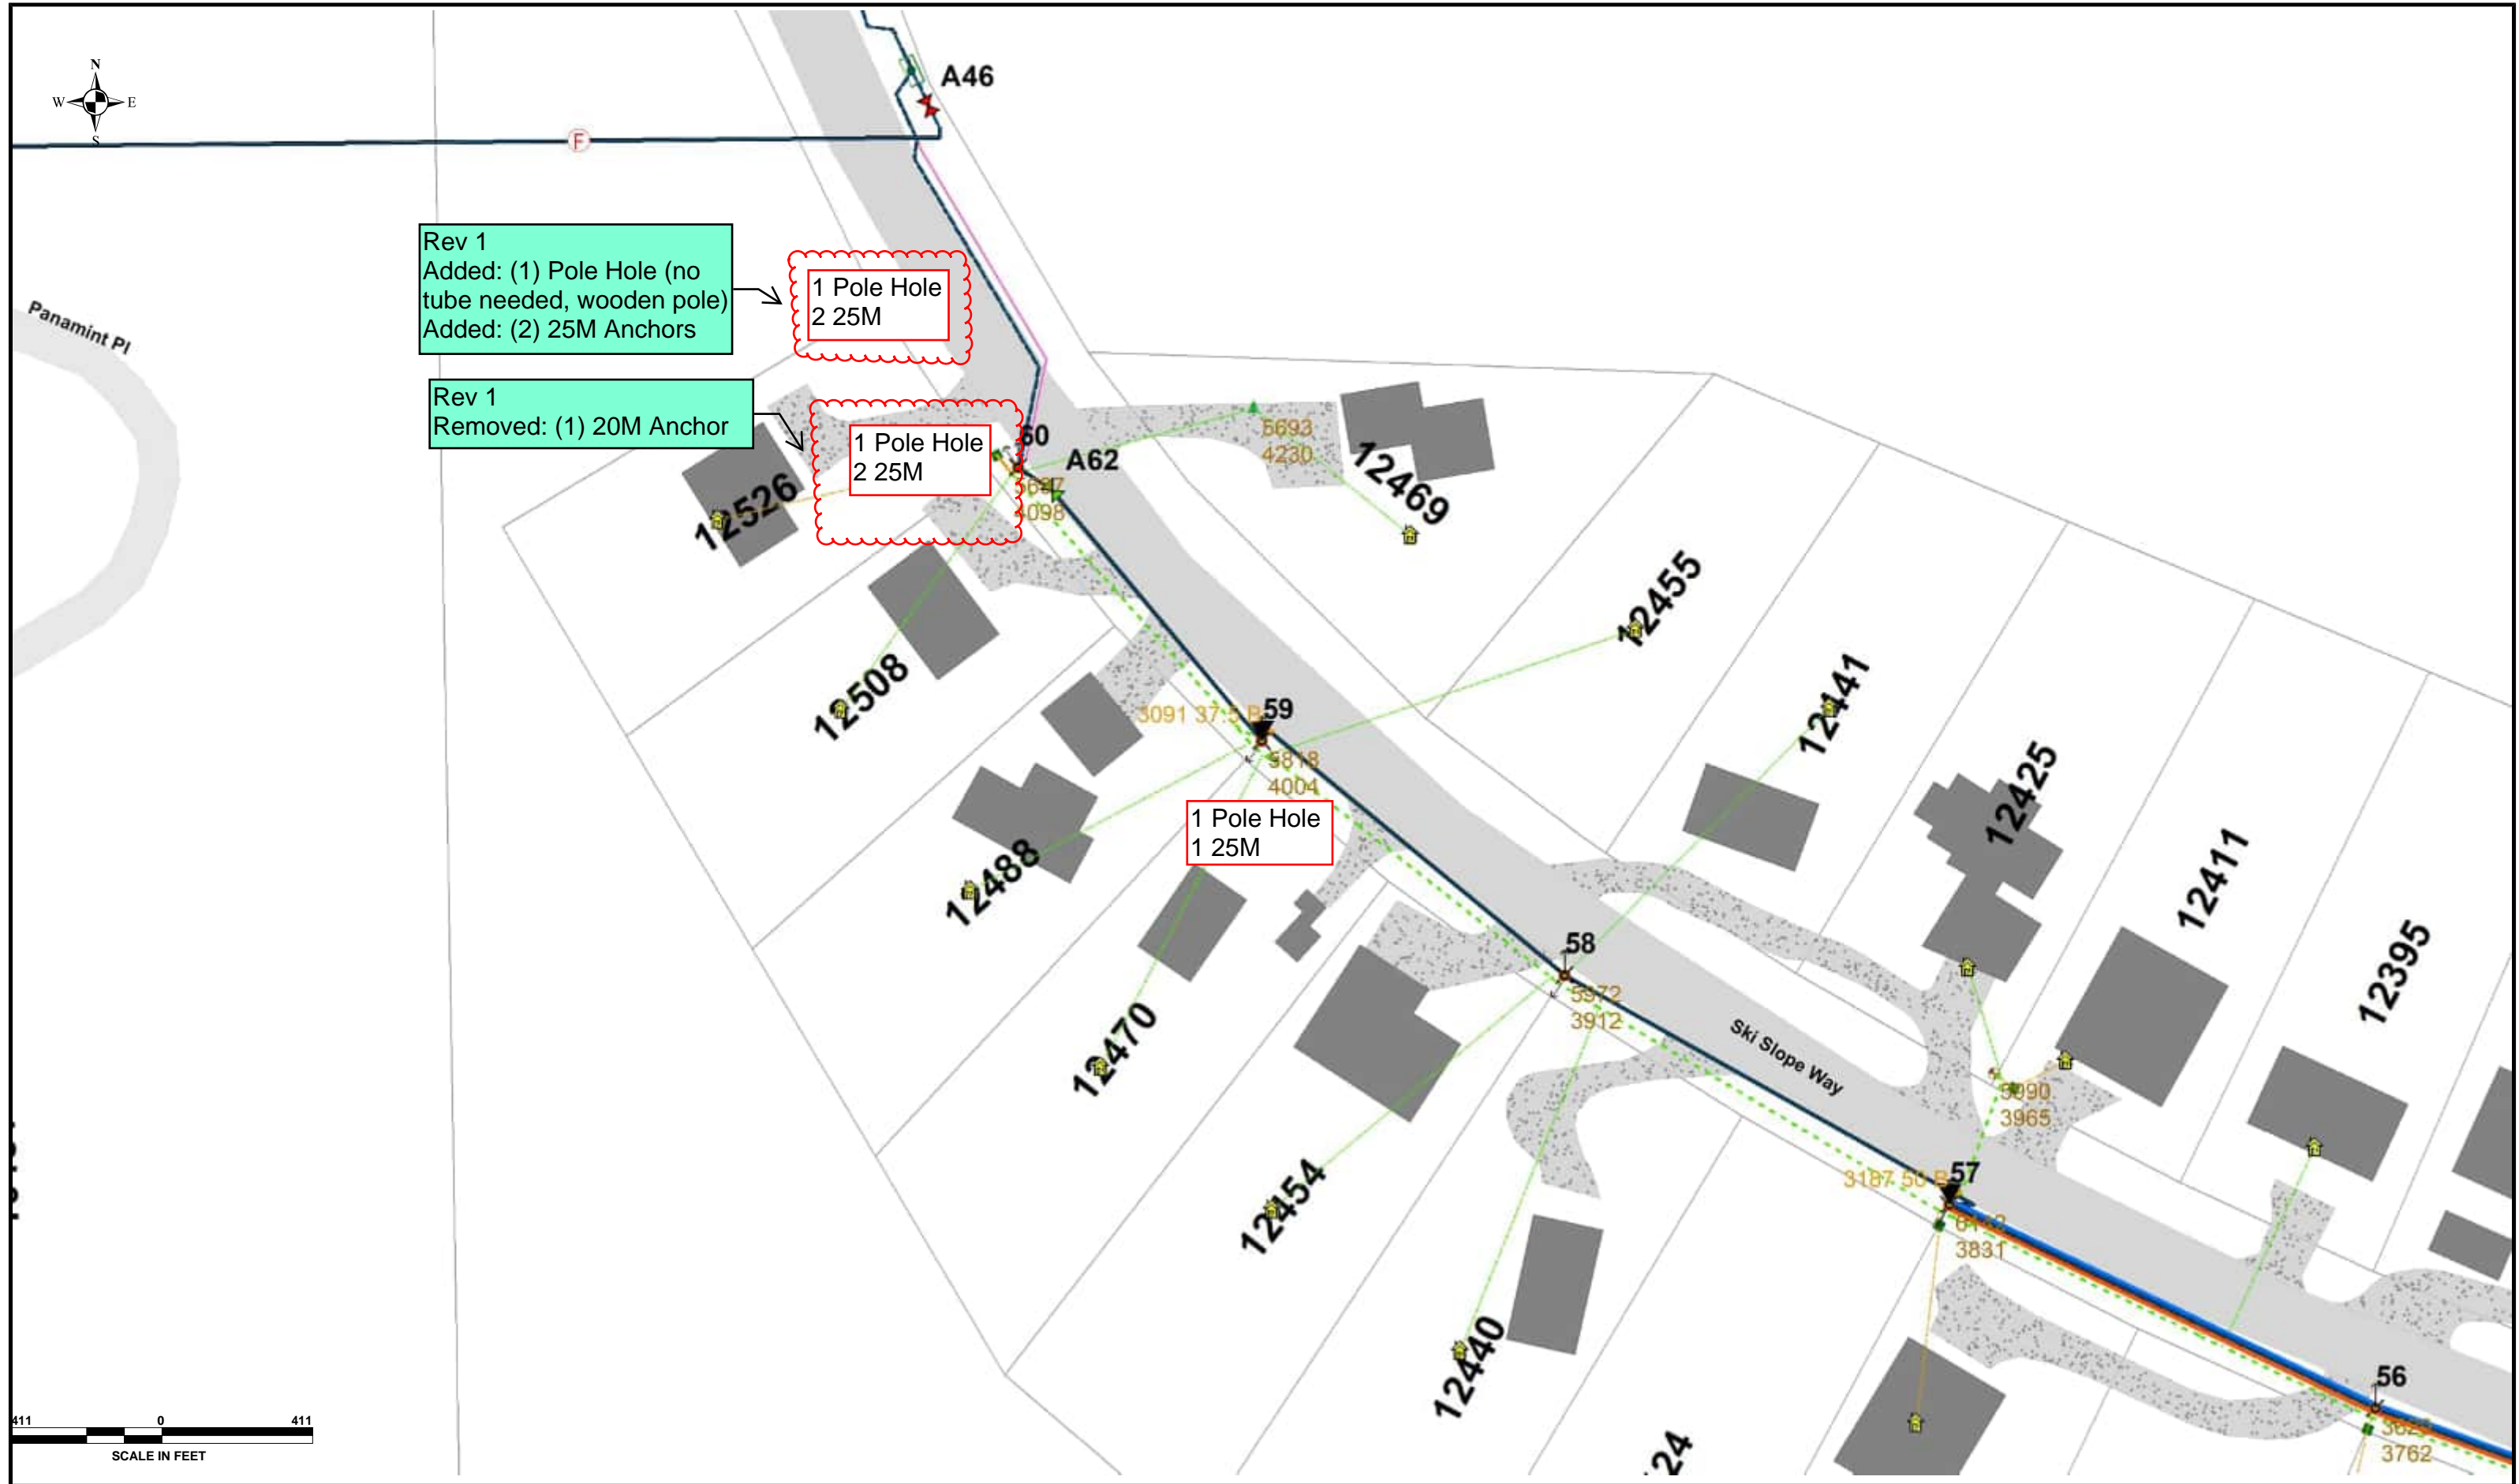 N
W E
S
A46
F
Rev 1
Added: (1) Pole Hole (no
tube needed, wooden pole)
Added: (2) 25M Anchors
1 Pole Hole
2 25M
Panamint Pl
Rev 1
Removed: (1) 20M Anchor
1 Pole Hole
2 25M
60
A62
4098
5693
4230
12469
12526
12508
12455
12441
3091 37.5
59
5818
4004
1 Pole Hole
1 25M
12488
12425
12411
12395
12470
58
5972
3912
Ski Slope Way
5990
3965
12454
3187 50
57
3831
12440
56
3762
411 0 411
SCALE IN FEET